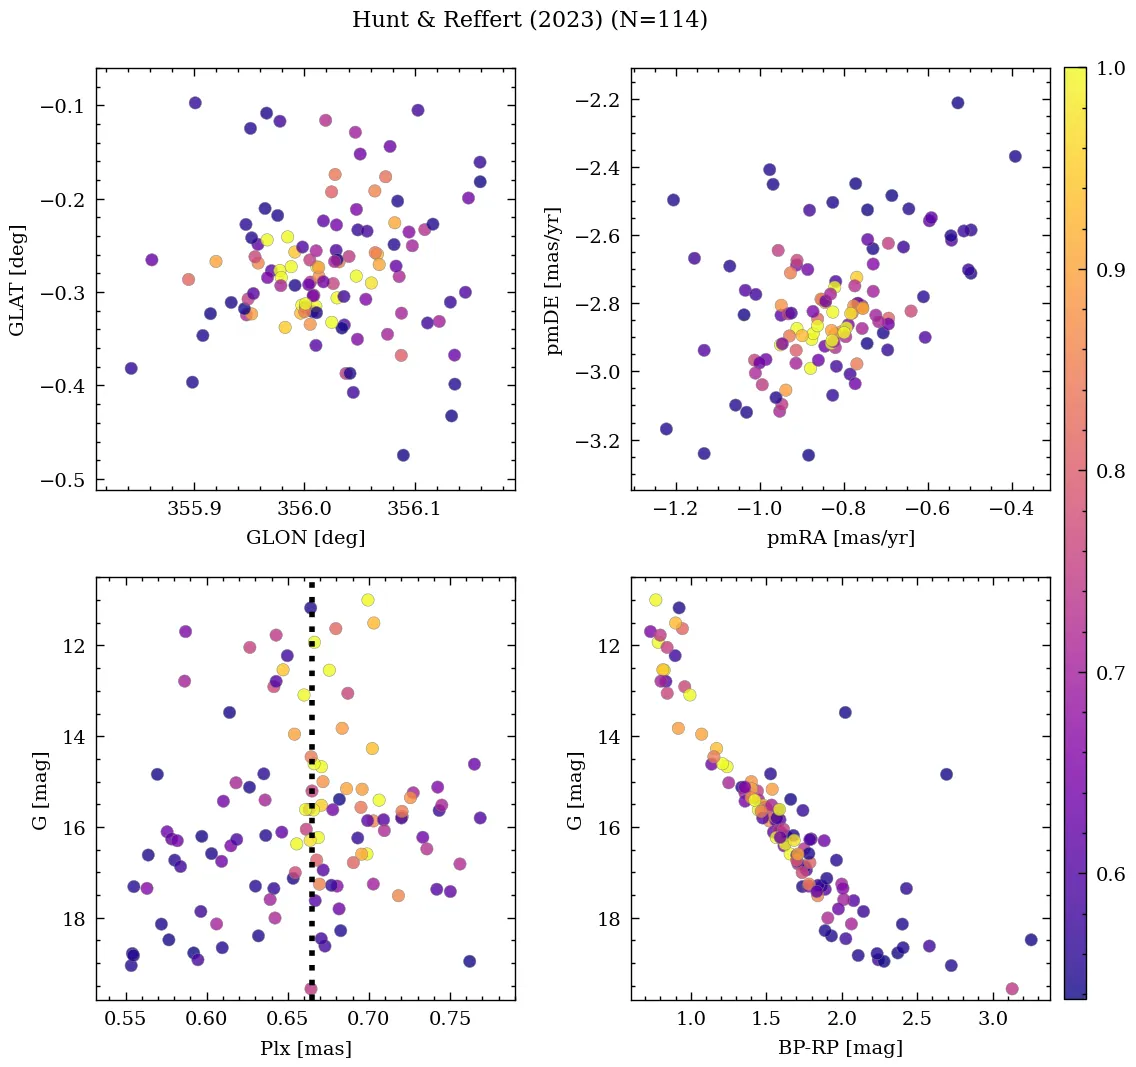 Hunt & Reffert (2023) (N=114)
−0.1
−0.2
−0.3
−0.4
−0.5
GLAT [deg]
355.9 356.0 356.1
GLON [deg]
−2.2
−2.4
−2.6
−2.8
−3.0
−3.2
pmDE [mas/yr]
−1.2 −1.0 −0.8 −0.6 −0.4
pmRA [mas/yr]
1.0
0.9
0.8
0.7
0.6
12
14
16
18
G [mag]
0.55 0.60 0.65 0.70 0.75
Plx [mas]
12
14
16
18
G [mag]
1.0 1.5 2.0 2.5 3.0
BP-RP [mag]